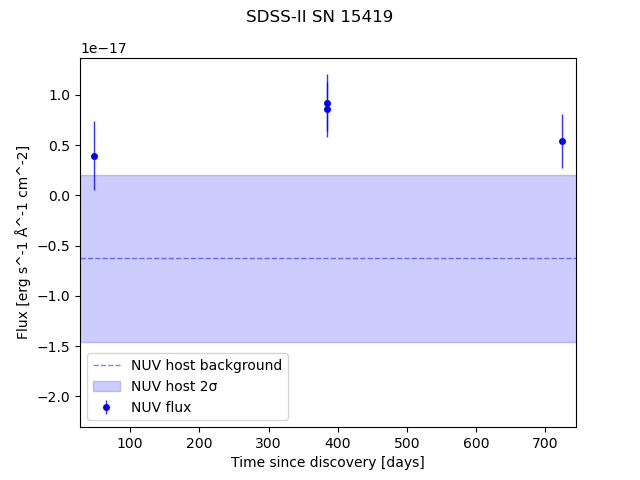 SDSS-II SN 15419
1e−17
1.0
0.5
0.0
−0.5
−1.0
−1.5
−2.0
Flux [erg s^-1 Å^-1 cm^-2]
NUV host background
NUV host 2σ
NUV flux
100 200 300 400 500 600 700
Time since discovery [days]